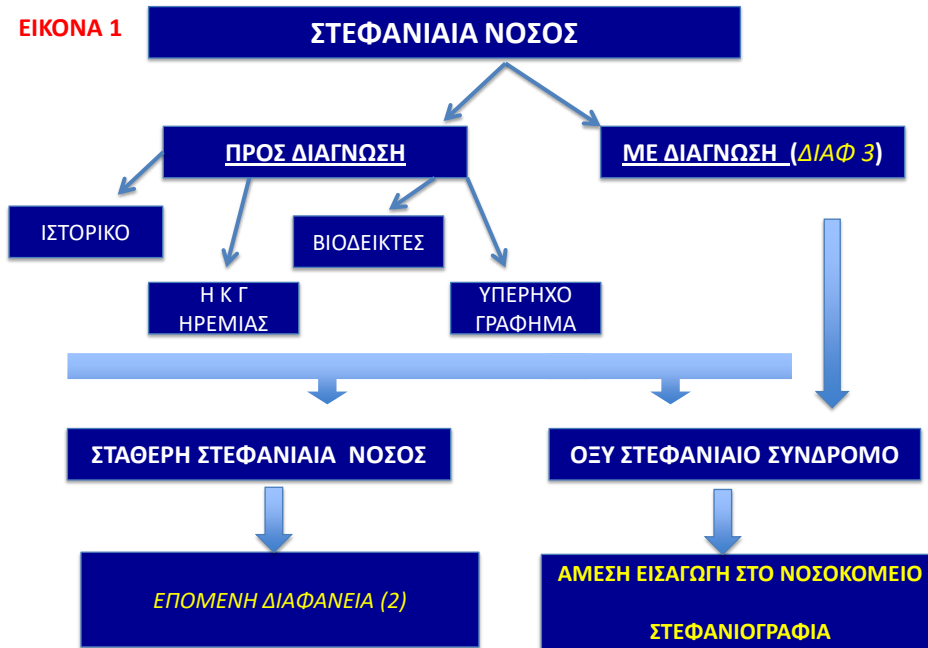 ΕΙΚΟΝΑ 1
ΣΤΕΦΑΝΙΑΙΑ ΝΟΣΟΣ
ΠΡΟΣ ΔΙΑΓΝΩΣΗ
ΜΕ ΔΙΑΓΝΩΣΗ (ΔΙΑΦ 3)
ΙΣΤΟΡΙΚΟ
ΒΙΟΔΕΙΚΤΕΣ
Η Κ Γ
ΗΡΕΜΙΑΣ
ΥΠΕΡΗΧΟ
ΓΡΑΦΗΜΑ
ΣΤΑΘΕΡΗ ΣΤΕΦΑΝΙΑΙΑ ΝΟΣΟΣ
ΟΞΥ ΣΤΕΦΑΝΙΑΙΟ ΣΥΝΔΡΟΜΟ
ΕΠΟΜΕΝΗ ΔΙΑΦΑΝΕΙΑ (2)
ΑΜΕΣΗ ΕΙΣΑΓΩΓΗ ΣΤΟ ΝΟΣΟΚΟΜΕΙΟ
ΣΤΕΦΑΝΙΟΓΡΑΦΙΑ